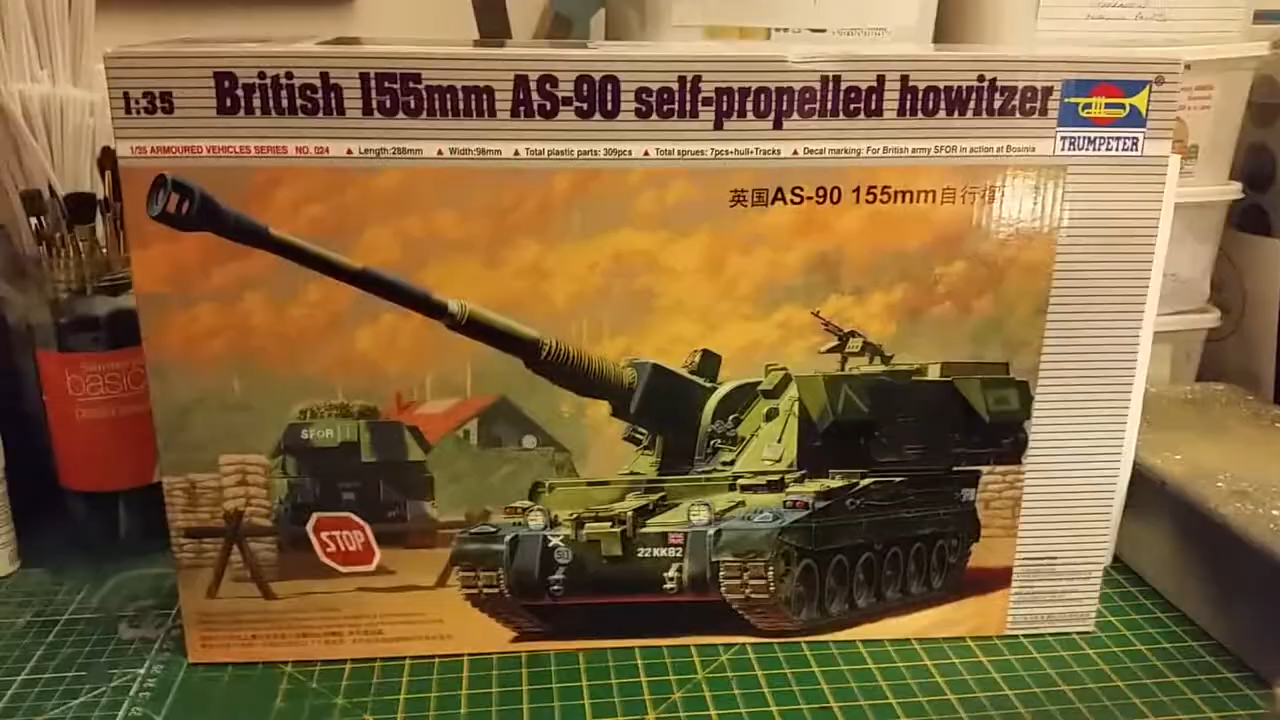 1:35 British 155mm AS-90 self-propelled howitzer
TRUMPETER
1/35 ARMOURED VEHICLES SERIES NO. 024 ▲ Length:288mm ▲ Width:98mm ▲ Total plastic parts: 309pcs ▲ Total sprues: 7pcs+hull+Tracks ▲ Decal marking: For British army SFOR in action at Bosinia
英国AS-90 155mm自行
SFOR
STOP
22KK82
basics